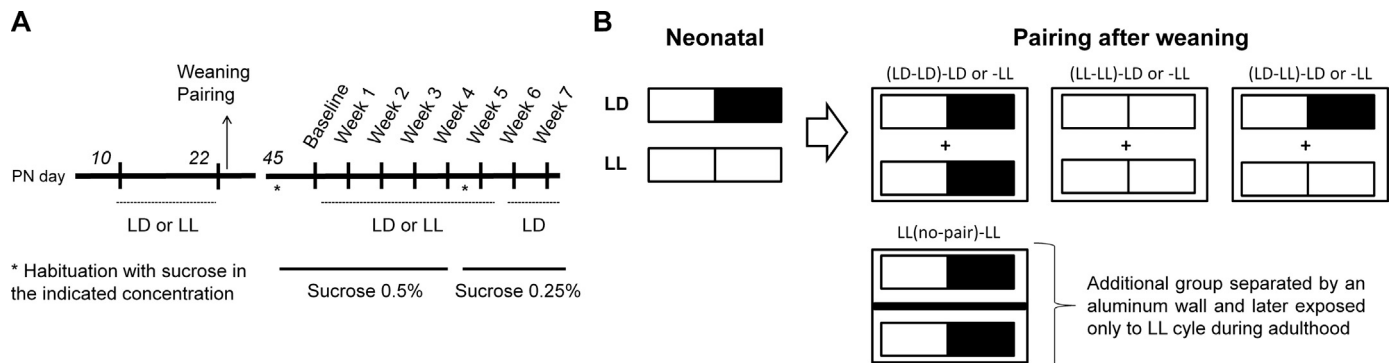 A
Weaning
Pairing
Baseline
Week 1
Week 2
Week 3
Week 4
Week 5
Week 6
Week 7
10
22
45
PN day
*
*
LD or LL
LD or LL
LD
* Habituation with sucrose in
the indicated concentration
Sucrose 0.5%
Sucrose 0.25%
B
Neonatal
Pairing after weaning
LD
LL
(LD-LD)-LD or -LL
(LL-LL)-LD or -LL
(LD-LL)-LD or -LL
+
+
+
LL(no-pair)-LL
Additional group separated by an
aluminum wall and later exposed
only to LL cyle during adulthood